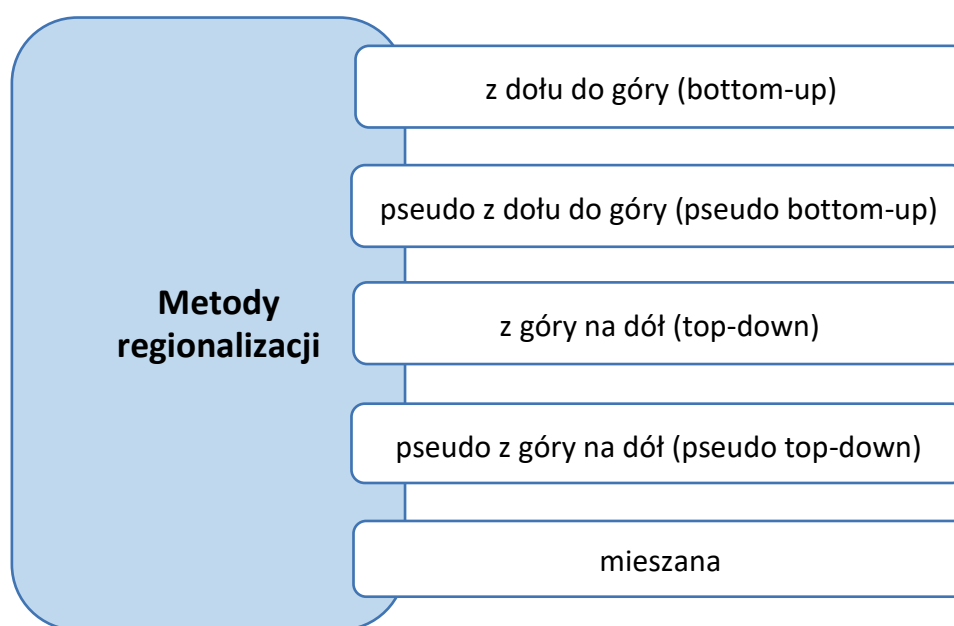 z dołu do góry (bottom-up)
pseudo z dołu do góry (pseudo bottom-up)
Metody
regionalizacji
z góry na dół (top-down)
pseudo z góry na dół (pseudo top-down)
mieszana